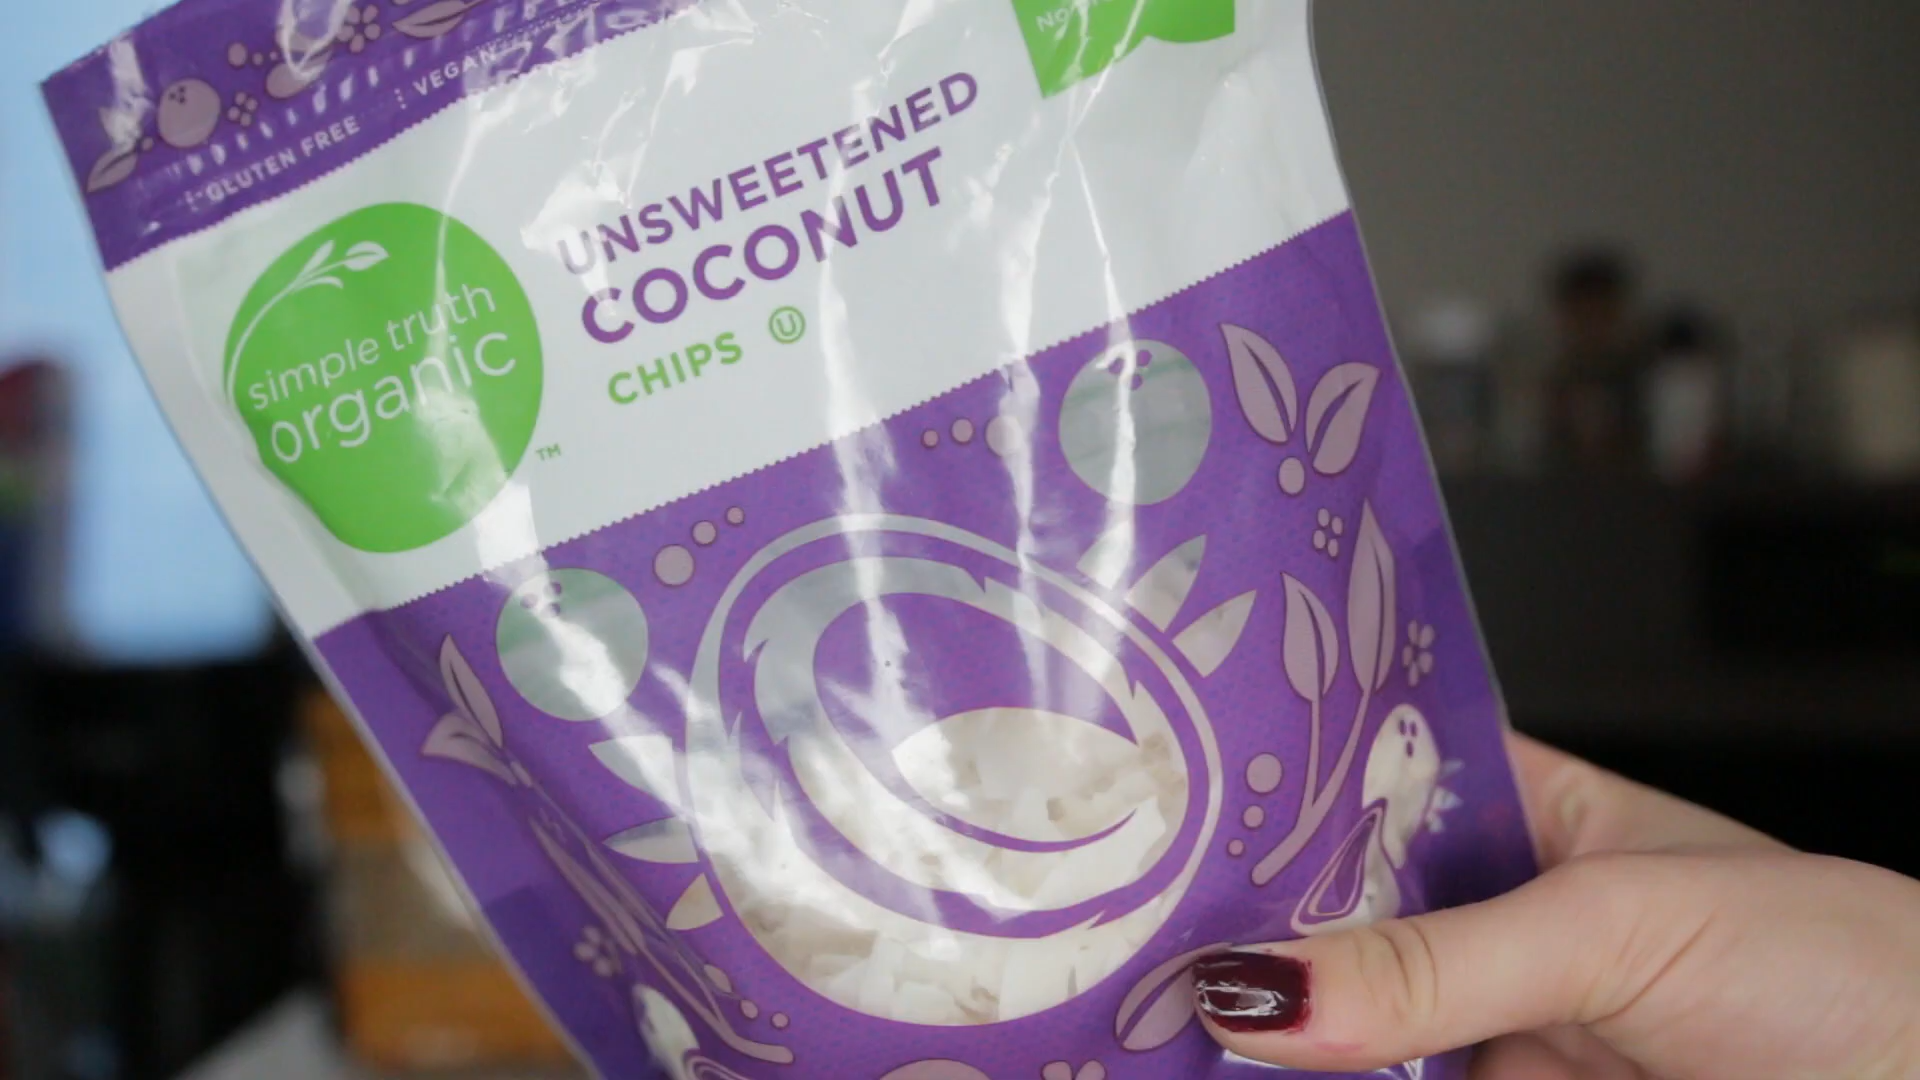 GLUTEN FREE
VEGAN
UNSWEETENED
COCONUT
CHIPS U
simple truth
organic
TM